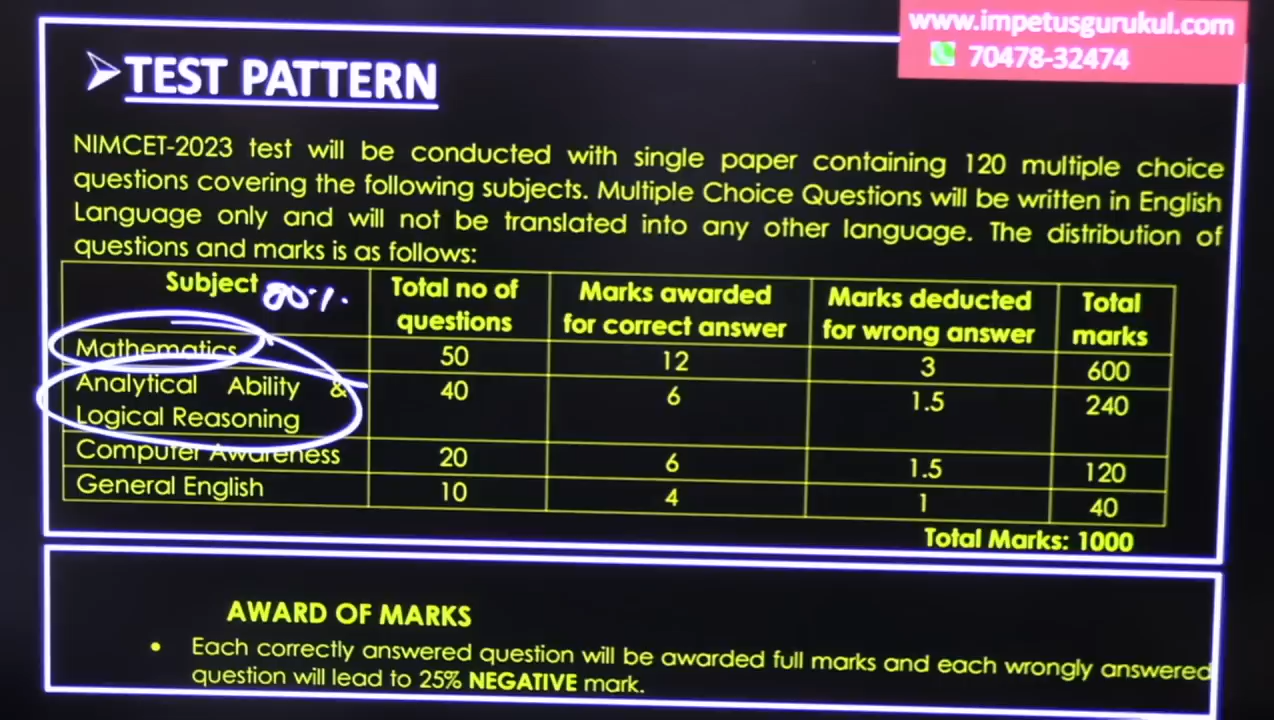 www.impetusgurukul.com
70478-32474
➢TEST PATTERN
NIMCET-2023 test will be conducted with single paper containing 120 multiple choice
questions covering the following subjects. Multiple Choice Questions will be written in English
Language only and will not be translated into any other language. The distribution of
questions and marks is as follows:
Subject 80% Total no of questions Marks awarded for correct answer Marks deducted for wrong answer Total marks
Mathematics 50 12 3 600
Analytical Ability & Logical Reasoning 40 6 1.5 240
Computer Awareness 20 6 1.5 120
General English 10 4 1 40
Total Marks: 1000
AWARD OF MARKS
• Each correctly answered question will be awarded full marks and each wrongly answered
question will lead to 25% NEGATIVE mark.